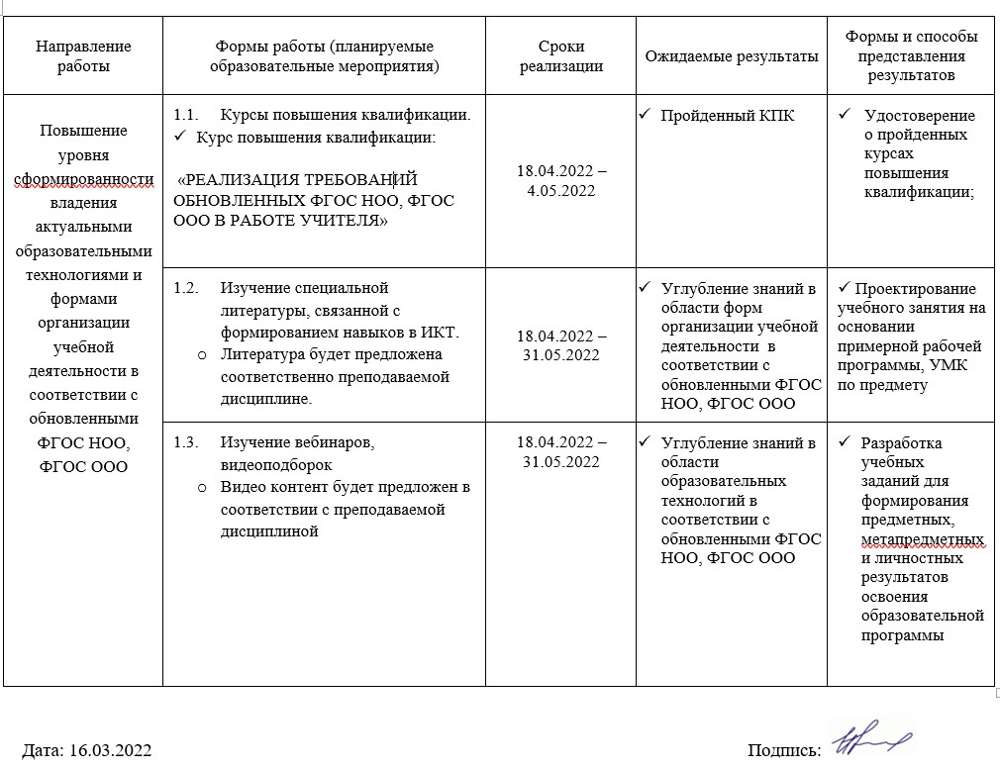 Направление
работы
Формы работы (планируемые
образовательные мероприятия)
Сроки
реализации
Ожидаемые результаты
Формы и способы
представления
результатов
Повышение
уровня
сформированности
владения
актуальными
образовательными
технологиями и
формами
организации
учебной
деятельности в
соответствии с
обновленными
ФГОС НОО,
ФГОС ООО
1.1. Курсы повышения квалификации.
✓ Курс повышения квалификации:
«РЕАЛИЗАЦИЯ ТРЕБОВАНИЙ
ОБНОВЛЕННЫХ ФГОС НОО, ФГОС
ООО В РАБОТЕ УЧИТЕЛЯ»
18.04.2022 –
4.05.2022
✓ Пройденный КПК
✓ Удостоверение
о пройденных
курсах
повышения
квалификации;
1.2. Изучение специальной
литературы, связанной с
формированием навыков в ИКТ.
o Литература будет предложена
соответственно преподаваемой
дисциплине.
18.04.2022 –
31.05.2022
✓ Углубление знаний в
области форм
организации учебной
деятельности в
соответствии с
обновленными ФГОС
НОО, ФГОС ООО
✓ Проектирование
учебного занятия на
основании
примерной рабочей
программы, УМК
по предмету
1.3. Изучение вебинаров,
видеоподборок
o Видео контент будет предложен в
соответствии с преподаваемой
дисциплиной
18.04.2022 –
31.05.2022
✓ Углубление знаний в
области
образовательных
технологий в
соответствии с
обновленными ФГОС
НОО, ФГОС ООО
✓ Разработка
учебных
заданий для
формирования
предметных,
метапредметных
и личностных
результатов
освоения
образовательной
программы
Дата: 16.03.2022
Подпись: